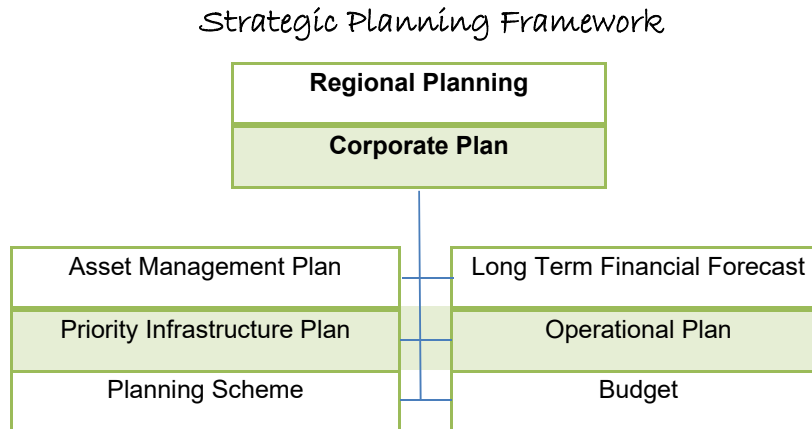 Strategic Planning Framework
Regional Planning
Corporate Plan
Asset Management Plan
Long Term Financial Forecast
Priority Infrastructure Plan
Operational Plan
Planning Scheme
Budget